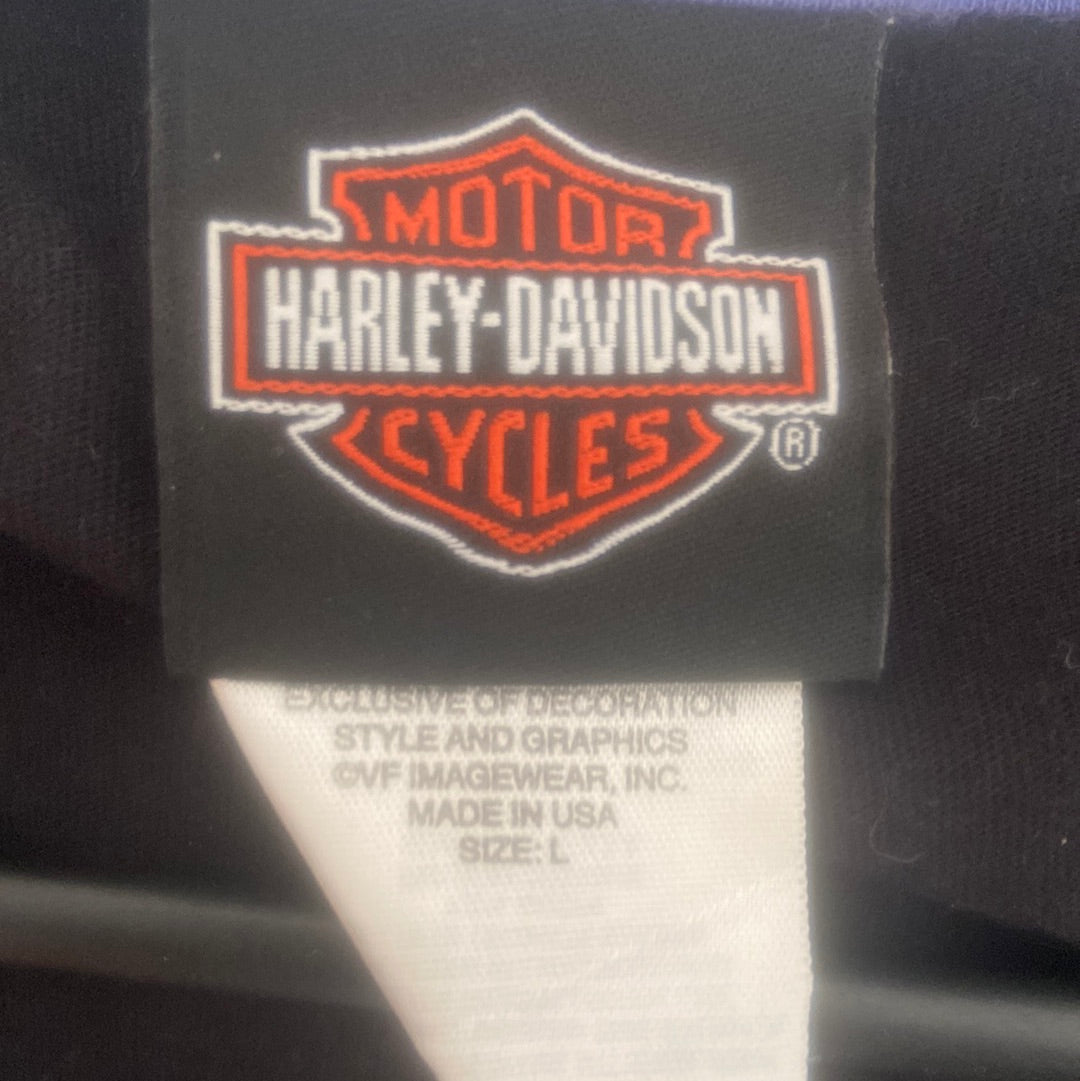 MOTOR
HARLEY-DAVIDSON
CYCLES
®
EXCLUSIVE OF DECORATION
STYLE AND GRAPHICS
©VF IMAGEWEAR, INC.
MADE IN USA
SIZE: L